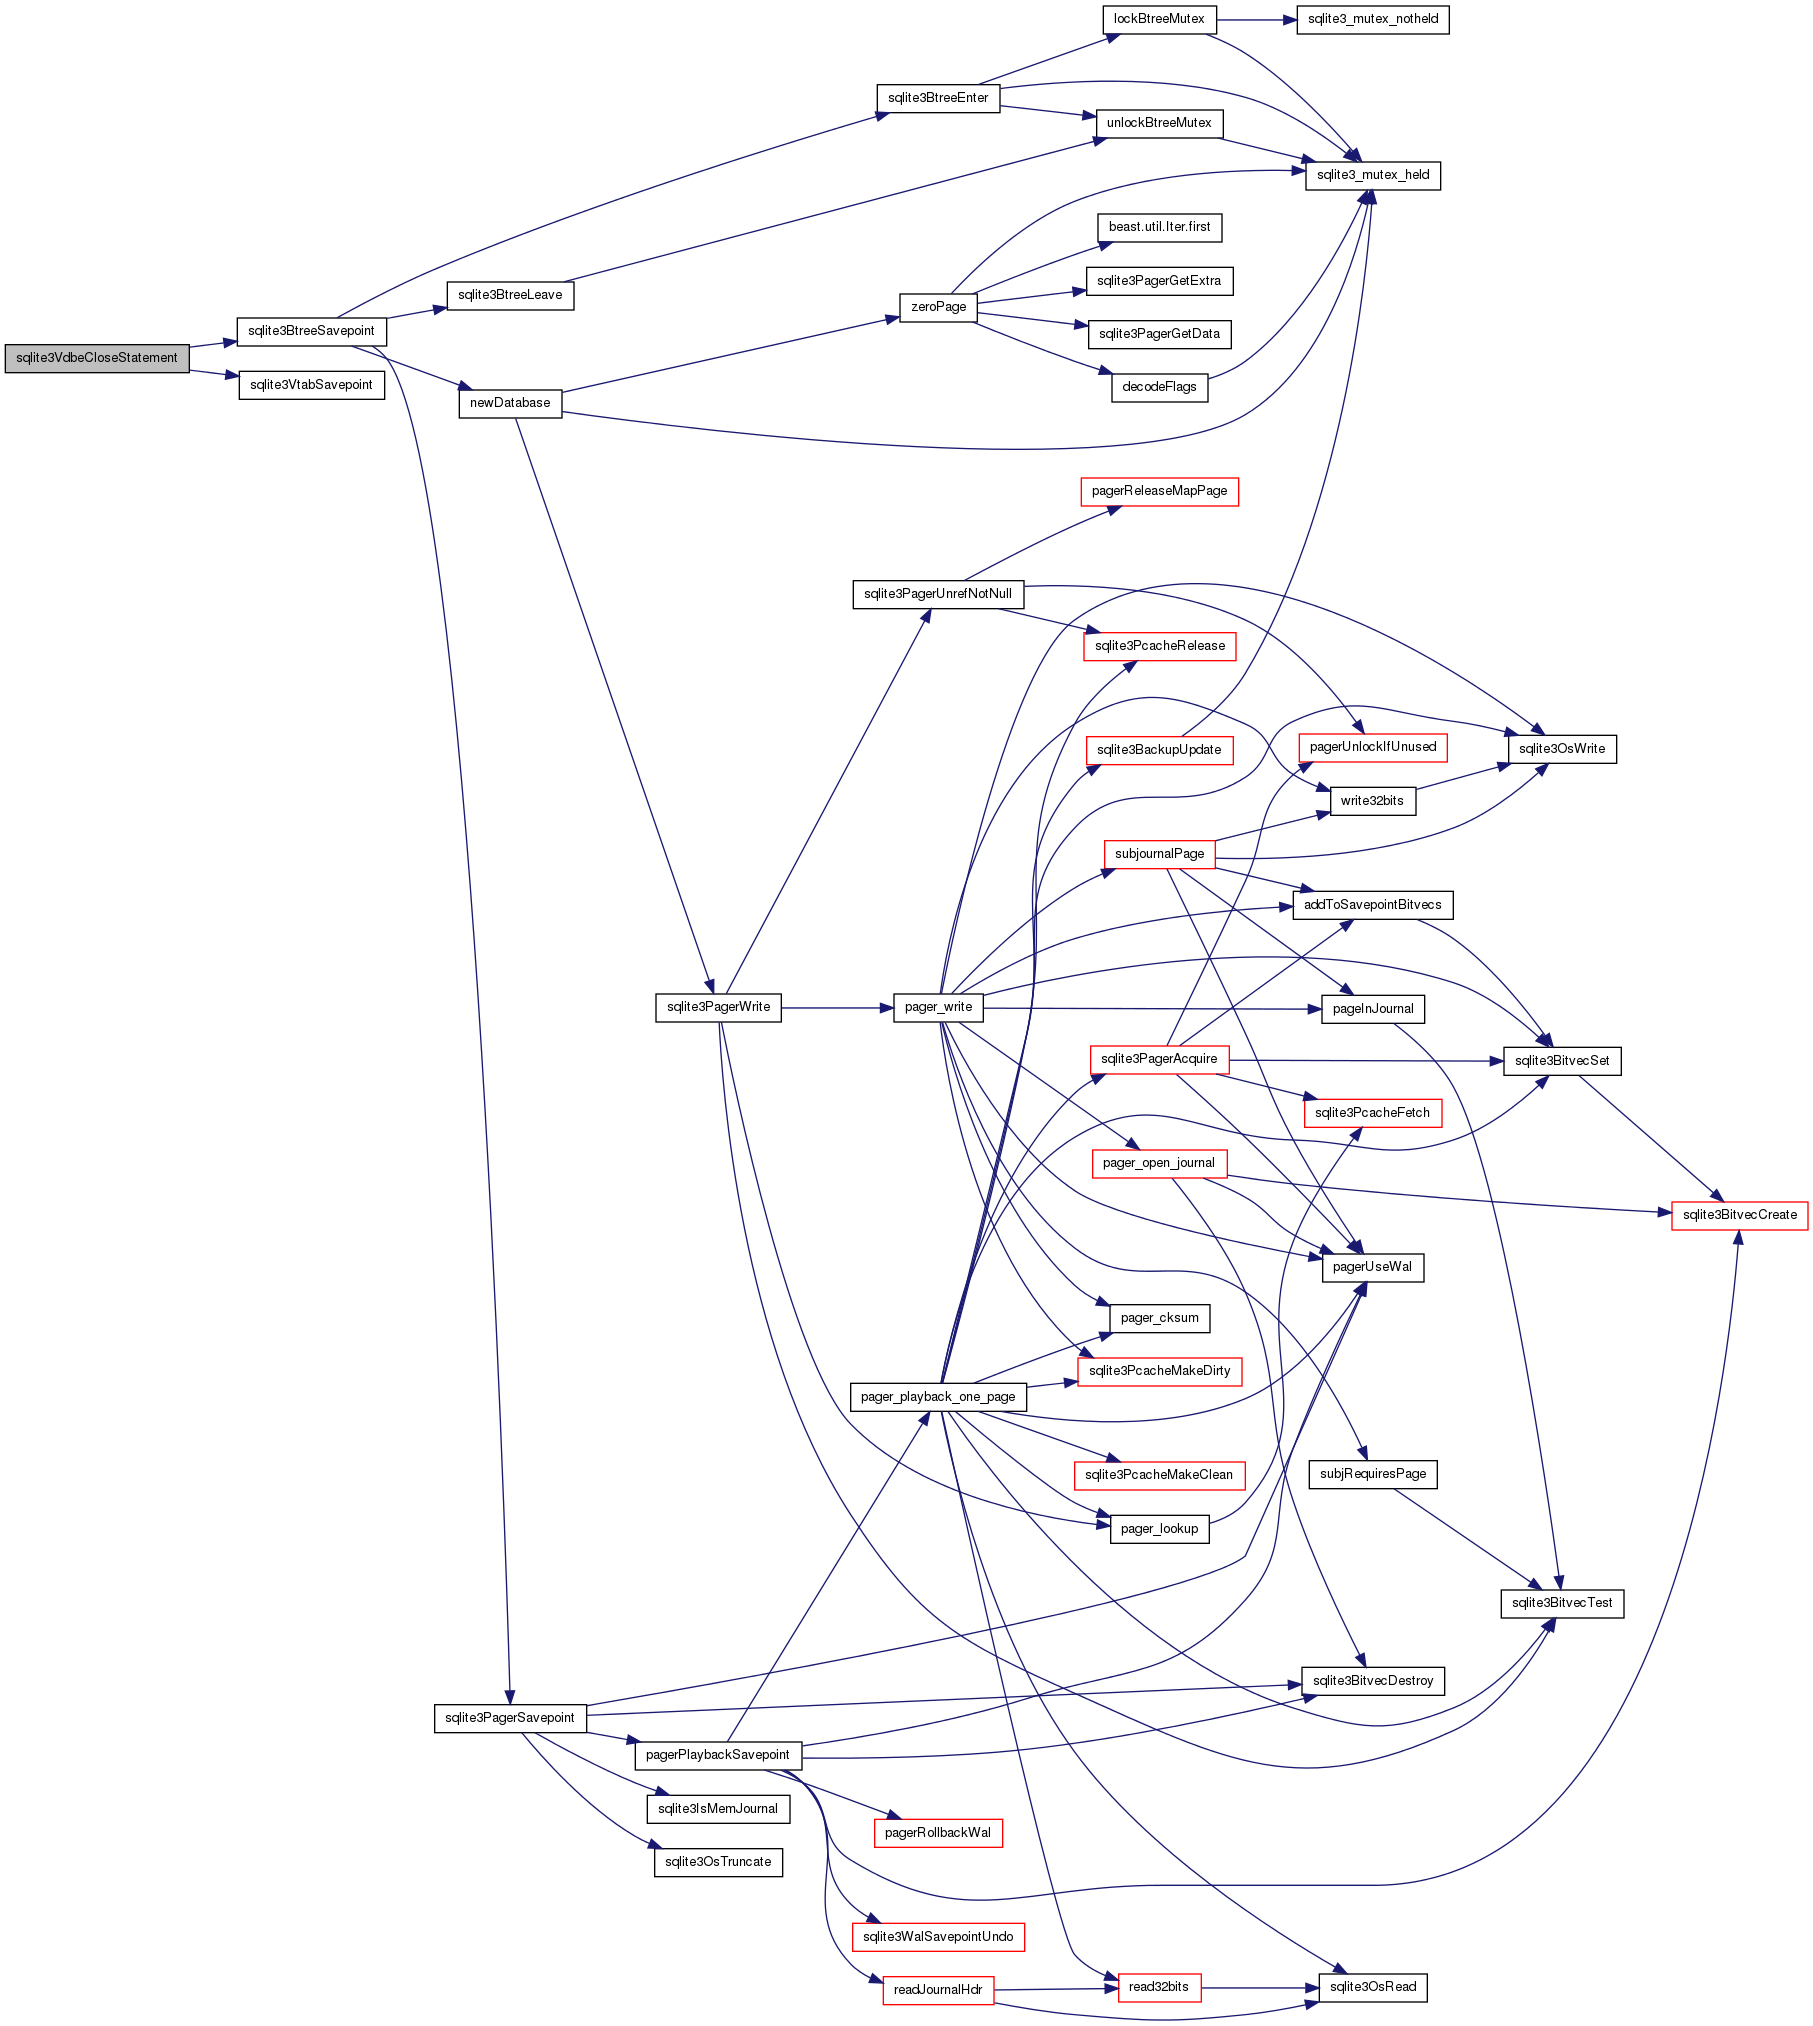 lockBtreeMutex
sqlite3_mutex_notheld
sqlite3BtreeEnter
unlockBtreeMutex
sqlite3_mutex_held
beast.util.Iter.first
sqlite3PagerGetExtra
sqlite3BtreeLeave
zeroPage
sqlite3BtreeSavepoint
sqlite3PagerGetData
sqlite3VdbeCloseStatement
sqlite3VtabSavepoint
decodeFlags
newDatabase
pagerReleaseMapPage
sqlite3PagerUnrefNotNull
sqlite3PcacheRelease
sqlite3BackupUpdate
pagerUnlockIfUnused
sqlite3OsWrite
write32bits
subjournalPage
addToSavepointBitvecs
sqlite3PagerWrite
pager_write
pageInJournal
sqlite3PagerAcquire
sqlite3BitvecSet
sqlite3PcacheFetch
pager_open_journal
sqlite3BitvecCreate
pagerUseWal
pager_cksum
sqlite3PcacheMakeDirty
pager_playback_one_page
sqlite3PcacheMakeClean
subjRequiresPage
pager_lookup
sqlite3BitvecTest
sqlite3BitvecDestroy
sqlite3PagerSavepoint
pagerPlaybackSavepoint
sqlite3IsMemJournal
pagerRollbackWal
sqlite3OsTruncate
sqlite3WalSavepointUndo
readJournalHdr
read32bits
sqlite3OsRead